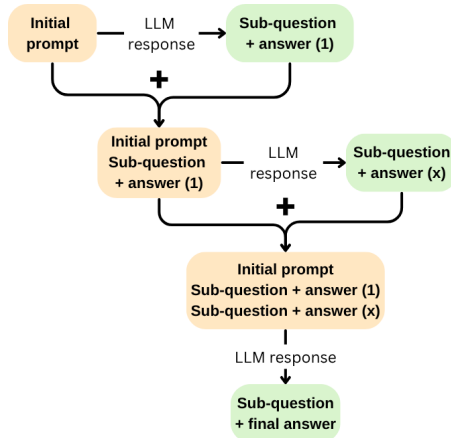 Initial
prompt
LLM
response
Sub-question
+ answer (1)
+
Initial prompt
Sub-question
+ answer (1)
LLM
response
Sub-question
+ answer (x)
+
Initial prompt
Sub-question + answer (1)
Sub-question + answer (x)
LLM response
Sub-question
+ final answer